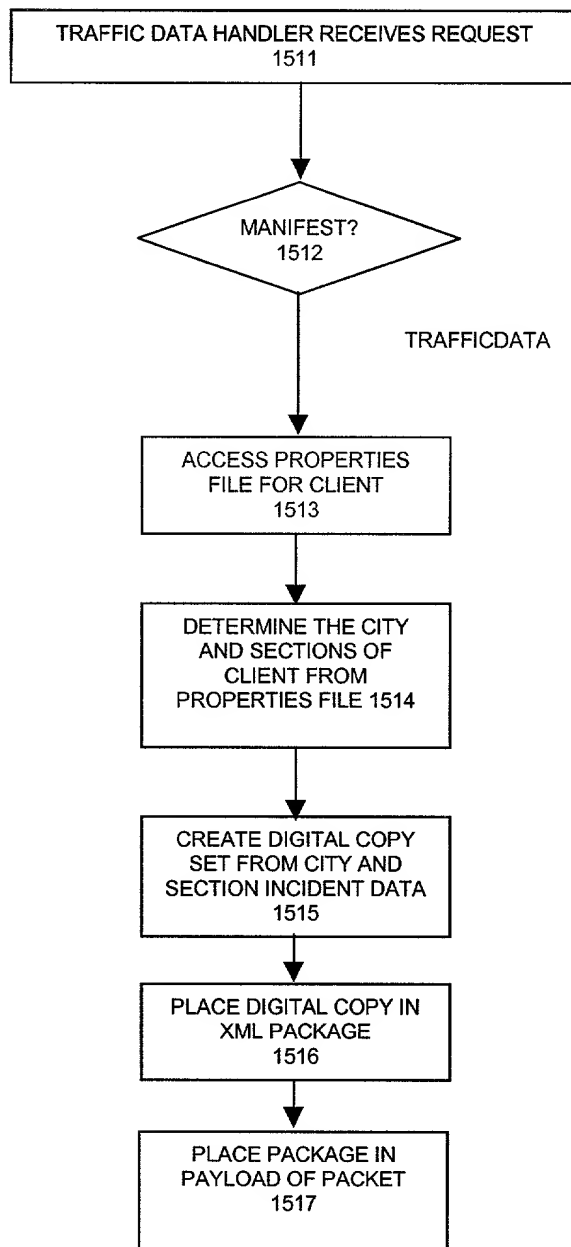 TRAFFIC DATA HANDLER RECEIVES REQUEST
1511
MANIFEST?
1512
TRAFFICDATA
ACCESS PROPERTIES
FILE FOR CLIENT
1513
DETERMINE THE CITY
AND SECTIONS OF
CLIENT FROM
PROPERTIES FILE 1514
CREATE DIGITAL COPY
SET FROM CITY AND
SECTION INCIDENT DATA
1515
PLACE DIGITAL COPY IN
XML PACKAGE
1516
PLACE PACKAGE IN
PAYLOAD OF PACKET
1517